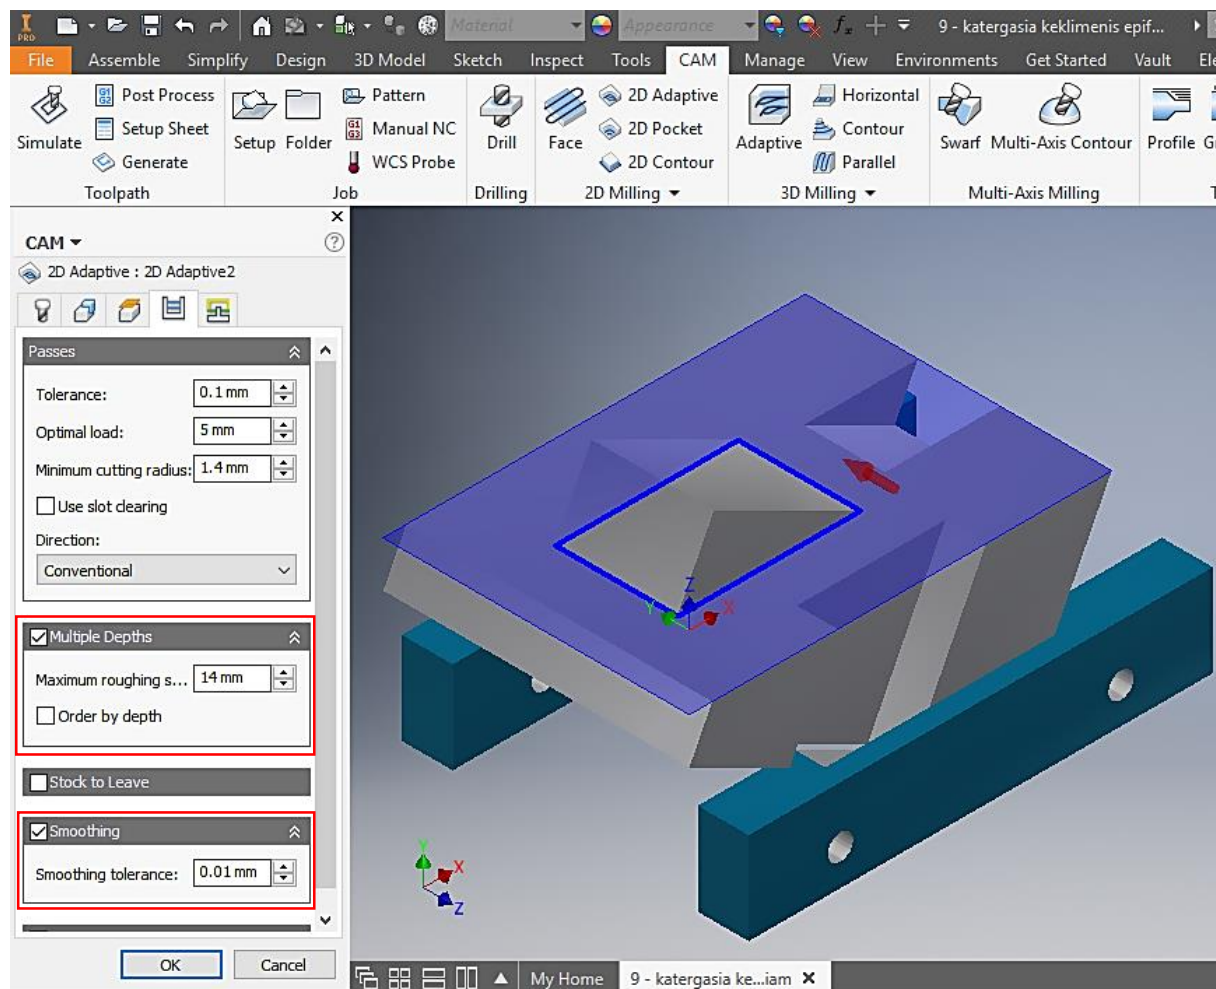 PRO
Material
Appearance
fx
9 - katergasia keklimenis epif...
File Assemble Simplify Design 3D Model Sketch Inspect Tools CAM Manage View Environments Get Started Vault Ele
G1 G2 Post Process
Setup Sheet
Generate
Simulate
Toolpath
Setup Folder
Pattern
G1 G3 Manual NC
WCS Probe
Job
Drill
Drilling
Face
2D Adaptive
2D Pocket
2D Contour
2D Milling
Adaptive
Horizontal
Contour
Parallel
3D Milling
Swarf Multi-Axis Contour
Multi-Axis Milling
Profile G
T
CAM
2D Adaptive : 2D Adaptive2
Passes
Tolerance: 0.1 mm
Optimal load: 5 mm
Minimum cutting radius: 1.4 mm
Use slot clearing
Direction:
Conventional
Multiple Depths
Maximum roughing s... 14 mm
Order by depth
Stock to Leave
Smoothing
Smoothing tolerance: 0.01 mm
OK Cancel
Z
Y X
Y
X
Z
My Home 9 - katergasia ke...iam